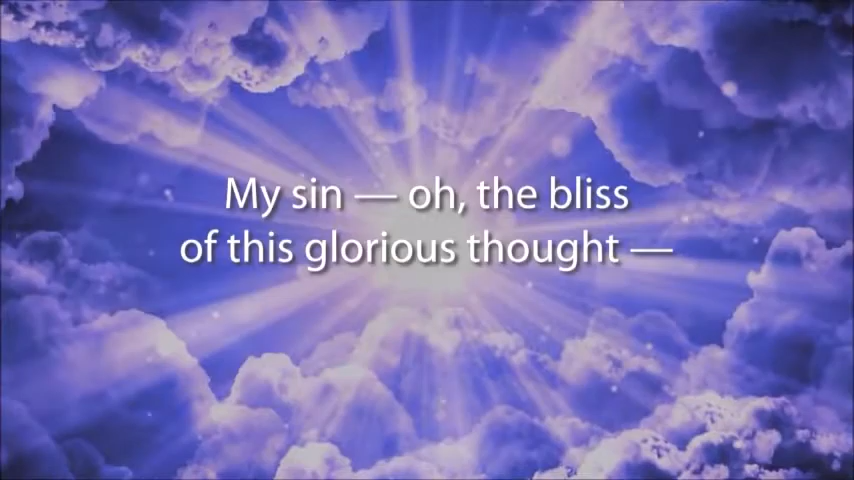 My sin — oh, the bliss
of this glorious thought —